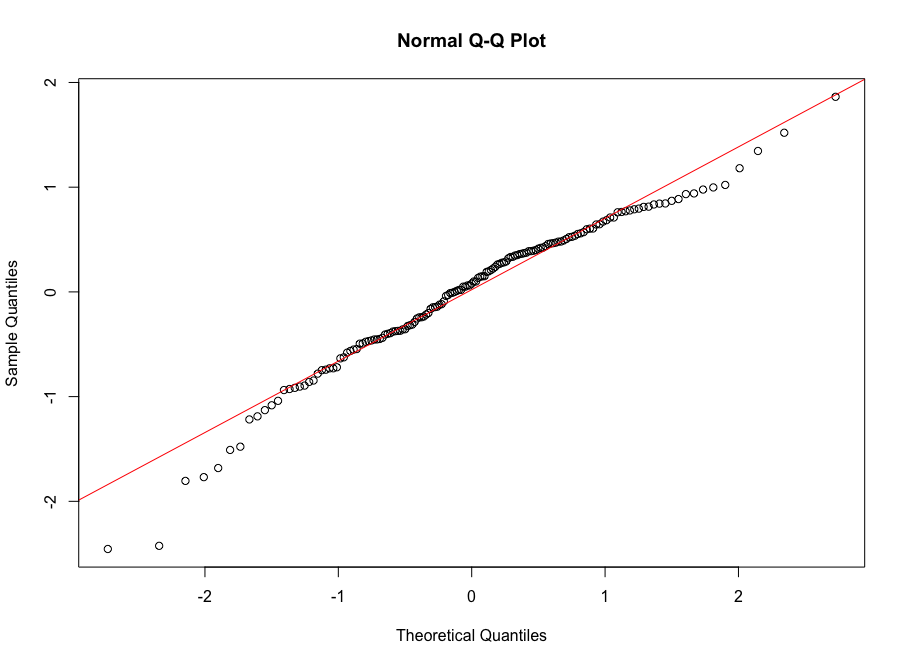 Normal Q-Q Plot
2
1
0
-1
-2
Sample Quantiles
-2 -1 0 1 2
Theoretical Quantiles